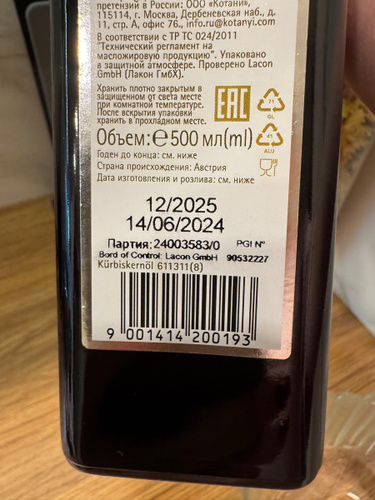 претензий в России: ООО «Котани»,
115114, г. Москва, Дербеневская наб., д.
11, стр. А, офис 76., info.ru@kotanyi.com
В соответствии с ТР ТС 024/2011
"Технический регламент на
масложировую продукцию". Упаковано
в защитной атмосфере. Проверено Lacon
GmbH (Лакон ГмбХ).
Хранить плотно закрытым в
защищенном от света месте
при комнатной температуре.
После вскрытия упаковки
хранить в прохладном месте.
EAC
71
GL
41
ALU
Объем:℮500 мл(ml)
Годен до конца: см. ниже
Страна происхождения: Австрия
Дата изготовления и розлива: см. ниже
12/2025
14/06/2024
Партия:24003583/0 PGI N°
Bord of Control: Lacon GmbH 90532227
Kürbiskernöl 611311(8)
9 001414 200193